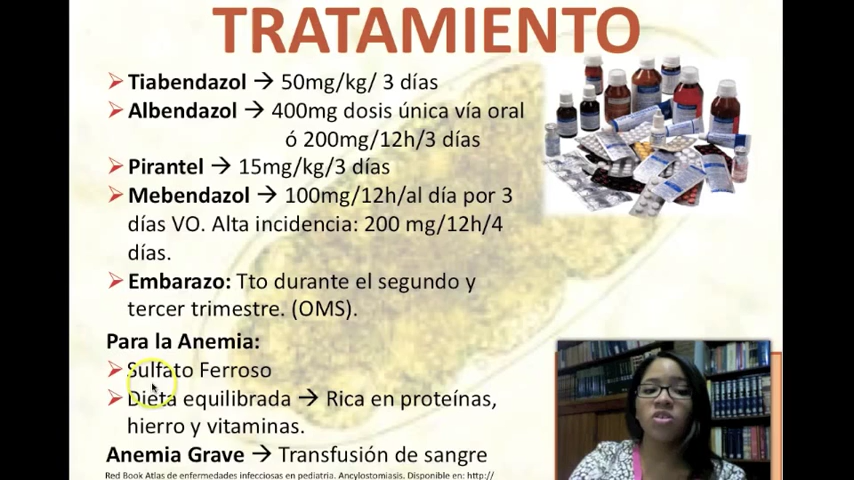 TRATAMIENTO
Tiabendazol → 50mg/kg/ 3 días
Albendazol → 400mg dosis única vía oral
ó 200mg/12h/3 días
Pirantel → 15mg/kg/3 días
Mebendazol → 100mg/12h/al día por 3
días VO. Alta incidencia: 200 mg/12h/4
días.
Embarazo: Tto durante el segundo y
tercer trimestre. (OMS).
Para la Anemia:
Sulfato Ferroso
Dieta equilibrada → Rica en proteínas,
hierro y vitaminas.
Anemia Grave → Transfusión de sangre
Red Book Atlas de enfermedades infecciosas en pediatria. Ancylostomiasis. Disponible en: http://